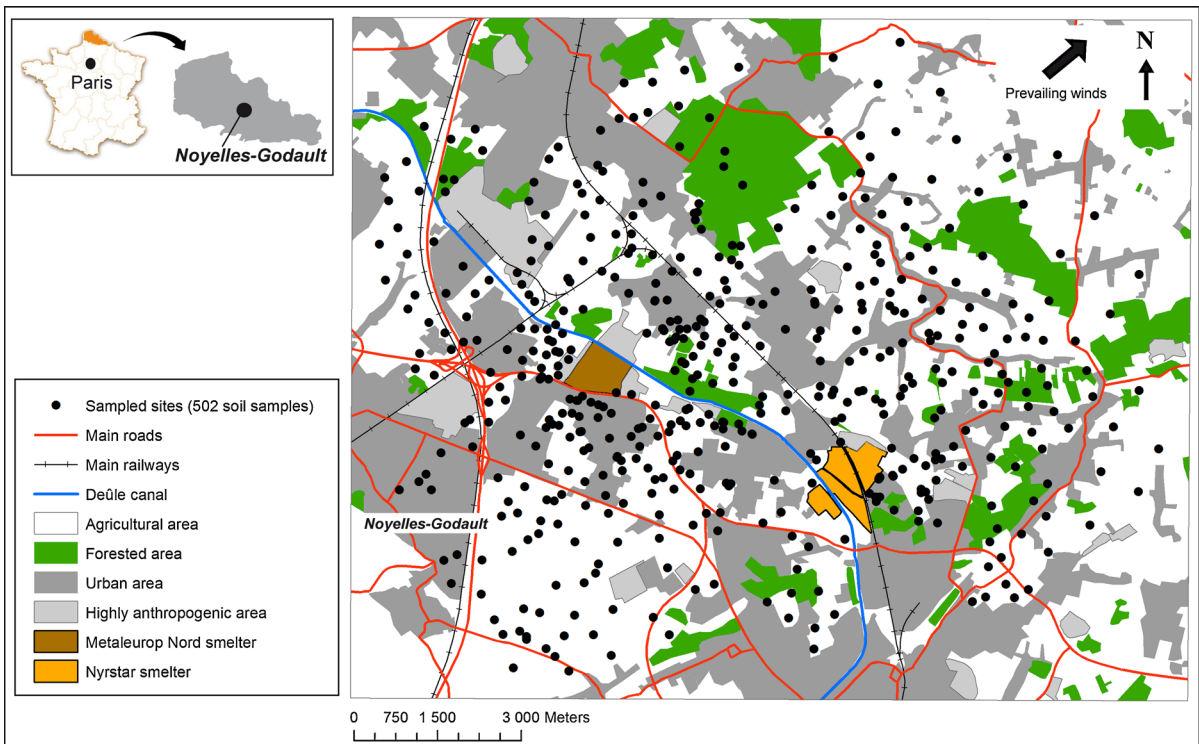 Paris
Noyelles-Godault
Prevailing winds
N
Sampled sites (502 soil samples)
Main roads
Main railways
Deûle canal
Agricultural area
Forested area
Urban area
Highly anthropogenic area
Metaleurop Nord smelter
Nyrstar smelter
Noyelles-Godault
0 750 1 500 3 000 Meters